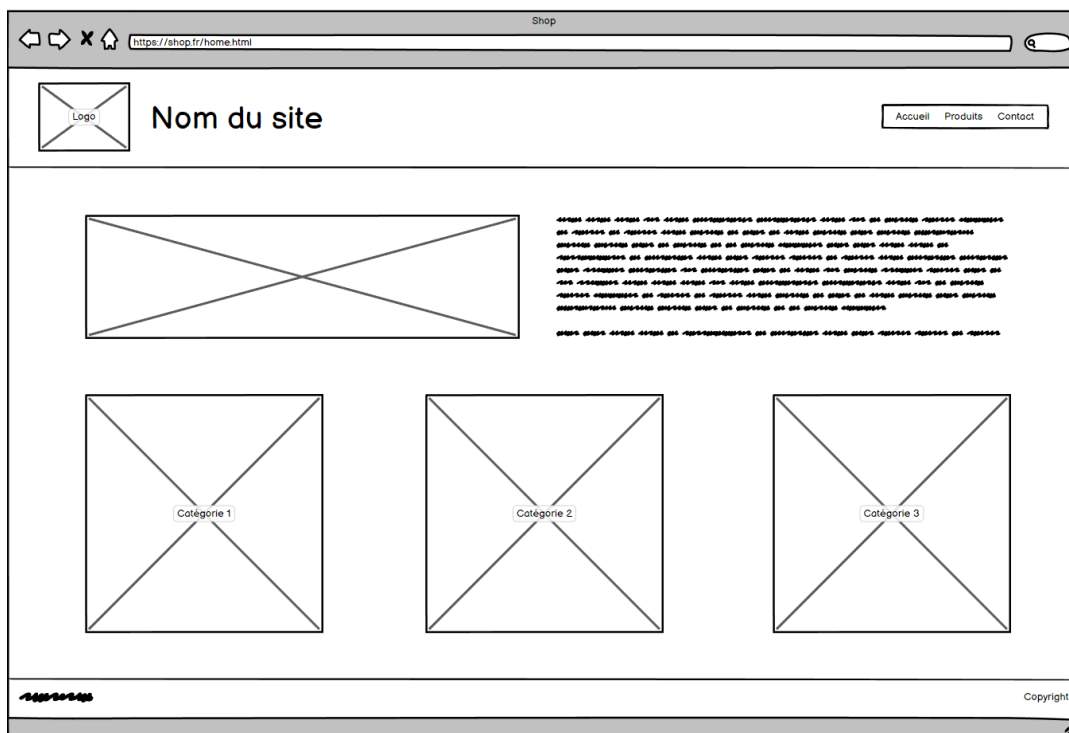 Shop
https://shop.fr/home.html
Logo
Nom du site
Accueil Produits Contact
Catégorie 1
Catégorie 2
Catégorie 3
Copyright